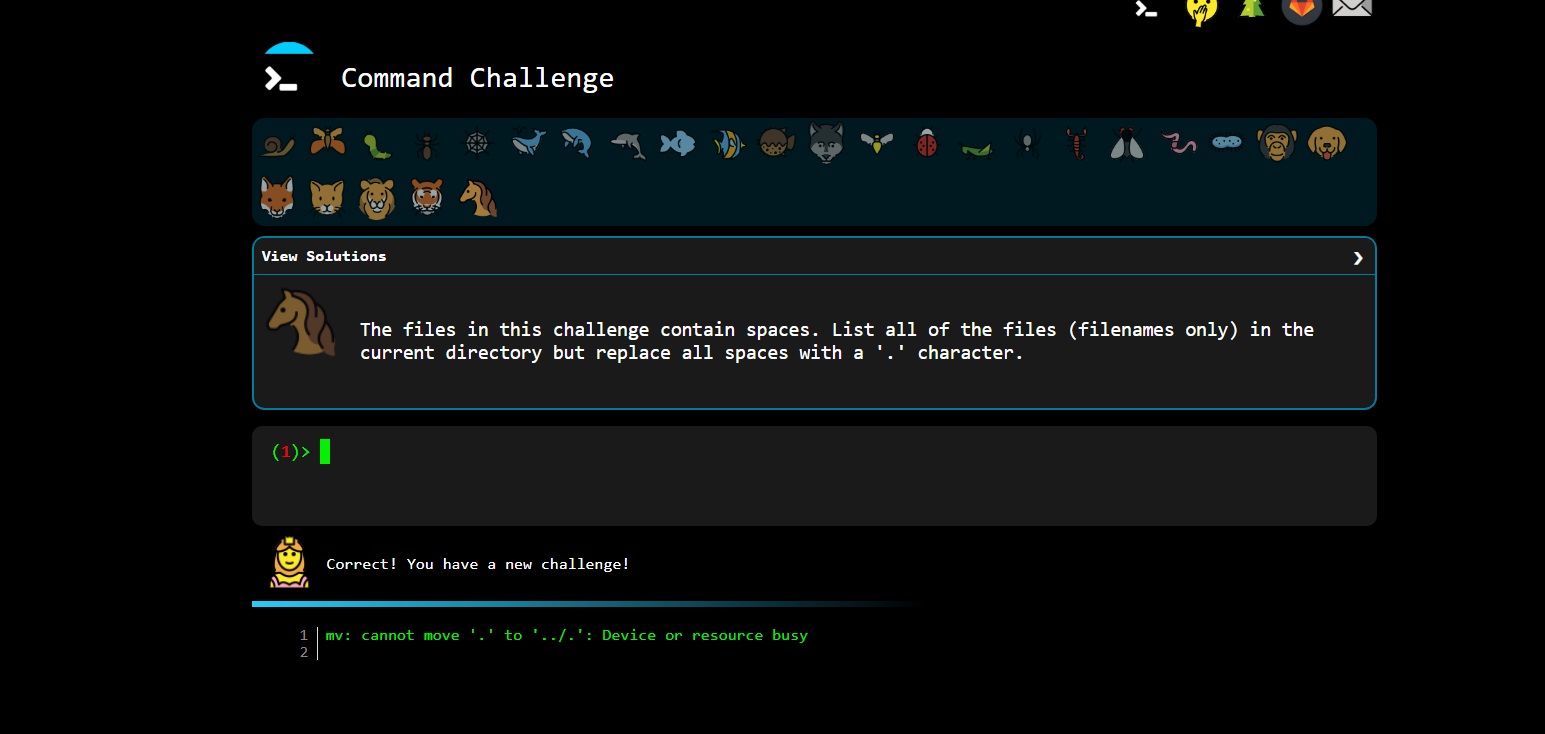 Command Challenge
View Solutions
The files in this challenge contain spaces. List all of the files (filenames only) in the
current directory but replace all spaces with a '.' character.
(1)>
Correct! You have a new challenge!
1 mv: cannot move '.' to '../.': Device or resource busy
2